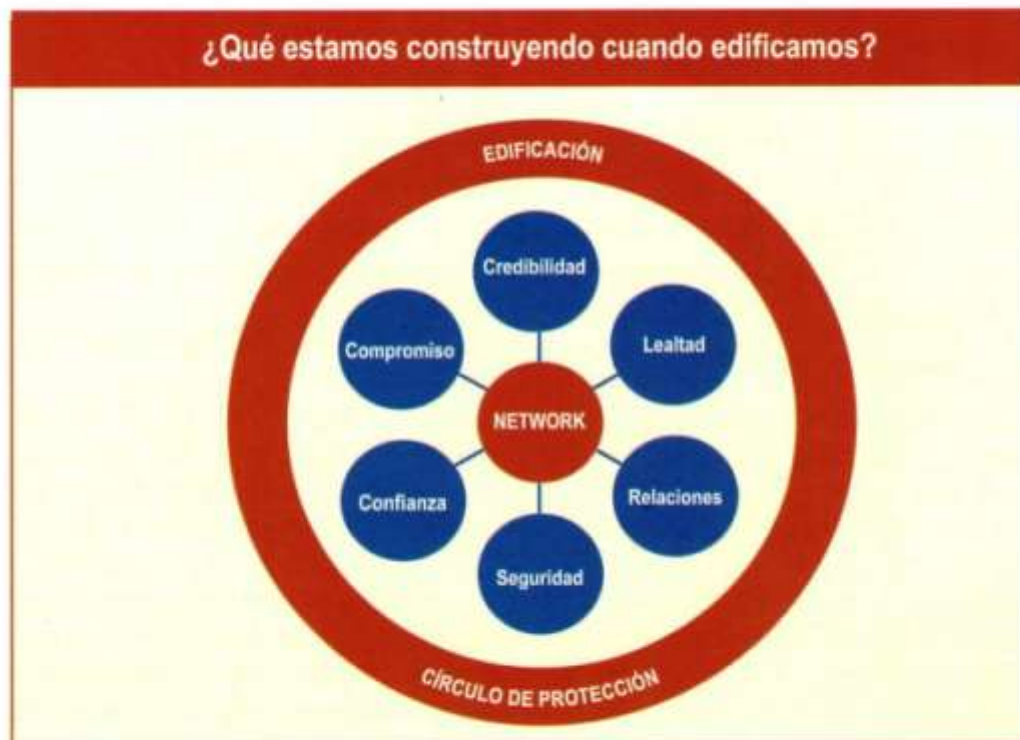 ¿Qué estamos construyendo cuando edificamos?
EDIFICACIÓN
Credibilidad
Compromiso
Lealtad
NETWORK
Confianza
Relaciones
Seguridad
CÍRCULO DE PROTECCIÓN